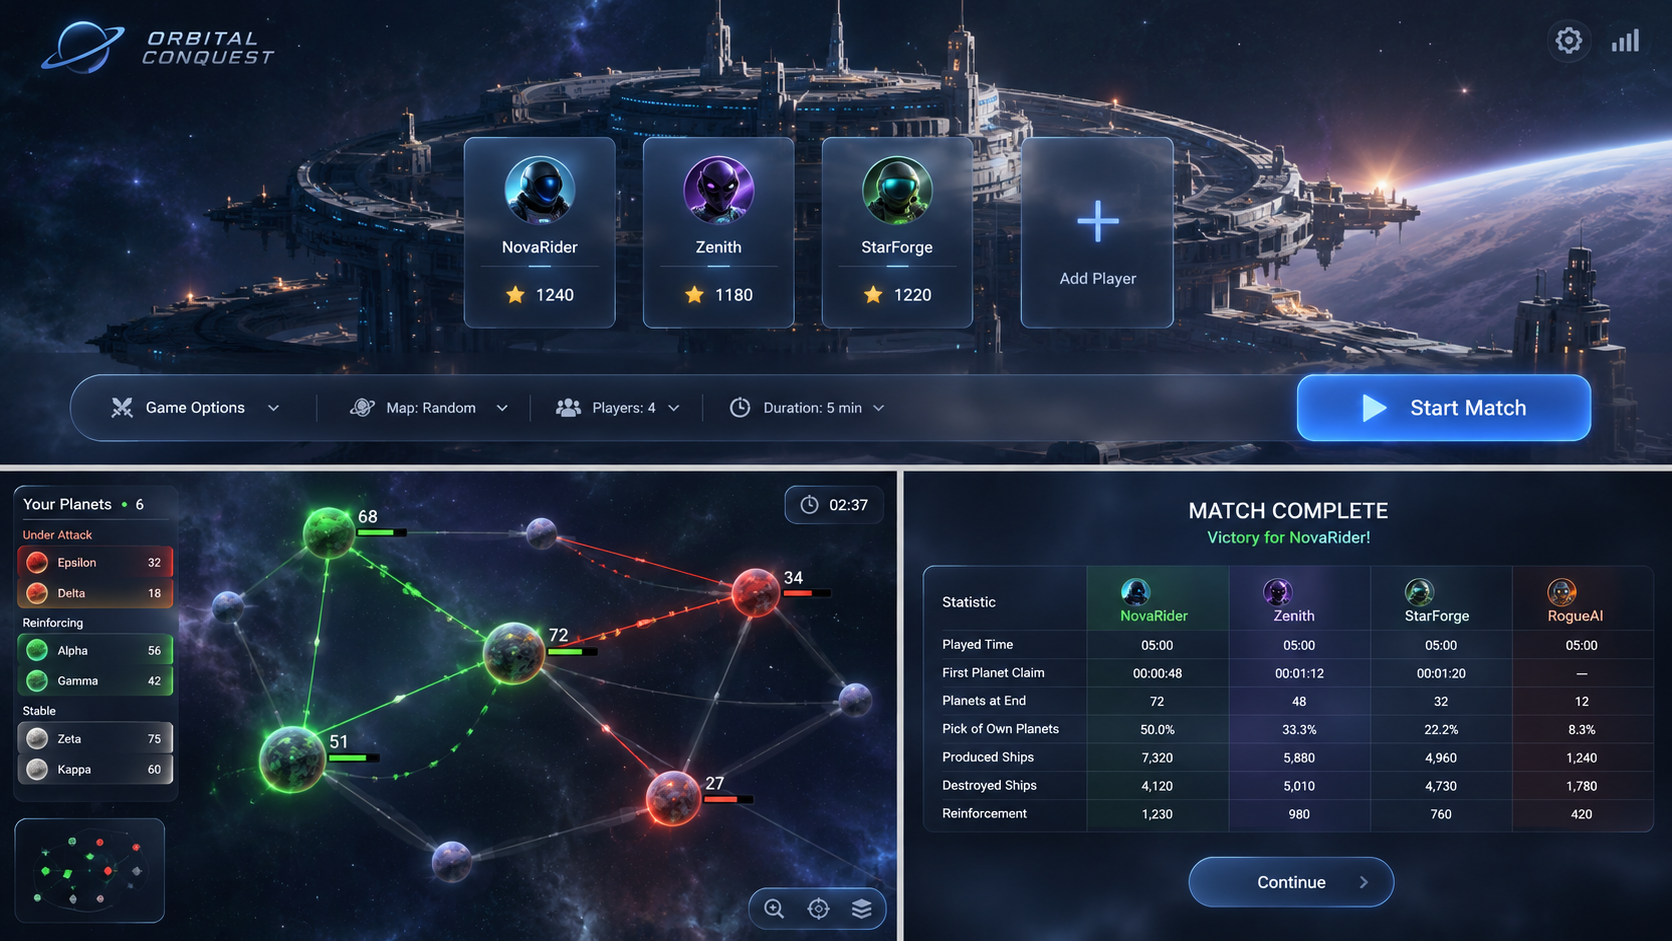 ORBITAL
CONQUEST
NovaRider
1240
Zenith
1180
StarForge
1220
Add Player
Game Options
Map: Random
Players: 4
Duration: 5 min
Start Match
Your Planets • 6
Under Attack
Epsilon 32
Delta 18
Reinforcing
Alpha 56
Gamma 42
Stable
Zeta 75
Kappa 60
02:37
68
34
72
51
27
MATCH COMPLETE
Victory for NovaRider!
Statistic NovaRider Zenith StarForge RogueAI
Played Time 05:00 05:00 05:00 05:00
First Planet Claim 00:00:48 00:01:12 00:01:20 —
Planets at End 72 48 32 12
Pick of Own Planets 50.0% 33.3% 22.2% 8.3%
Produced Ships 7,320 5,880 4,960 1,240
Destroyed Ships 4,120 5,010 4,730 1,780
Reinforcement 1,230 980 760 420
Continue